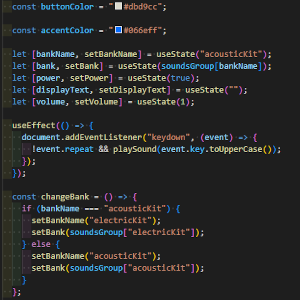 const buttonColor = "#dbd9cc";
const accentColor = "#066eff";
let [bankName, setBankName] = useState("acousticKit");
let [bank, setBank] = useState(soundsGroup[bankName]);
let [power, setPower] = useState(true);
let [displayText, setDisplayText] = useState("");
let [volume, setVolume] = useState(1);
useEffect(() => {
document.addEventListener("keydown", (event) => {
!event.repeat && playSound(event.key.toUpperCase());
});
});
const changeBank = () => {
if (bankName === "acousticKit") {
setBankName("electricKit");
setBank(soundsGroup["electricKit"]);
} else {
setBankName("acousticKit");
setBank(soundsGroup["acousticKit"]);
}
};